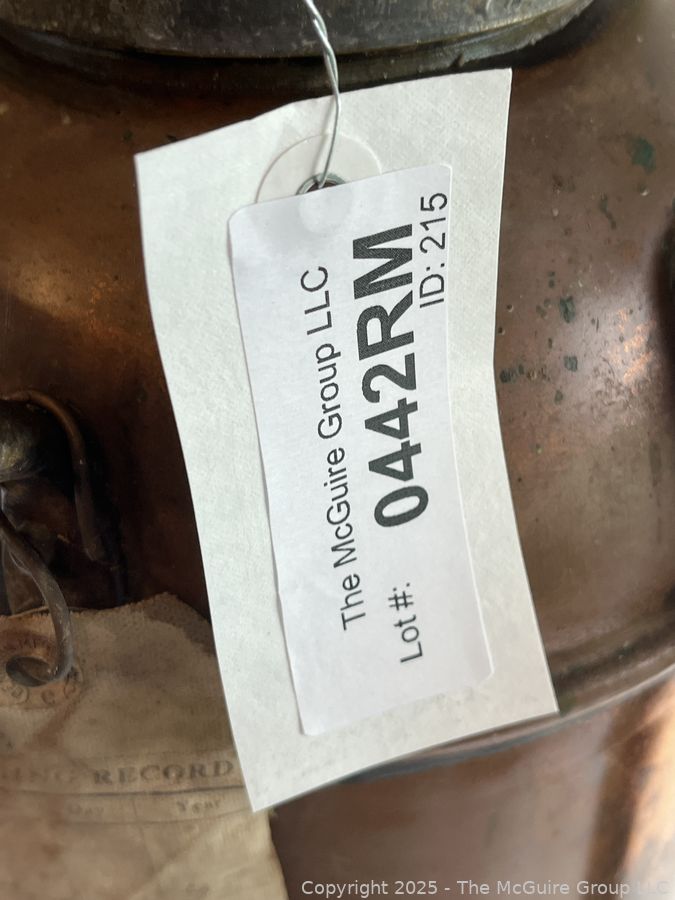 The McGuire Group LLC
Lot #: 0442RM
ID: 215
RECORD
Day Year
Copyright 2025 - The McGuire Group LLC